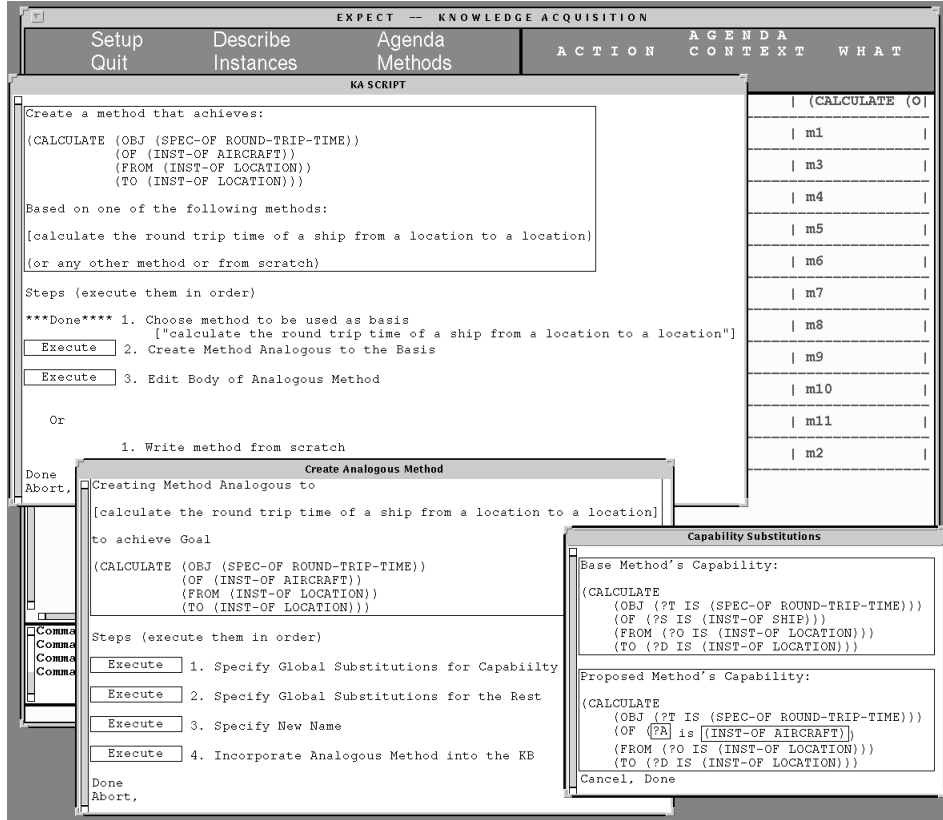 EXPECT -- KNOWLEDGE ACQUISITION
Setup Describe Agenda
Quit Instances Methods
AGENDA
ACTION CONTEXT WHAT
KA SCRIPT
| (CALCULATE (O|
| m1 |
| m3 |
| m4 |
| m5 |
| m6 |
| m7 |
| m8 |
| m9 |
| m10 |
| m11 |
| m2 |
Create a method that achieves:
(CALCULATE (OBJ (SPEC-OF ROUND-TRIP-TIME))
(OF (INST-OF AIRCRAFT))
(FROM (INST-OF LOCATION))
(TO (INST-OF LOCATION)))
Based on one of the following methods:
[calculate the round trip time of a ship from a location to a location]
(or any other method or from scratch)
Steps (execute them in order)
***Done**** 1. Choose method to be used as basis
["calculate the round trip time of a ship from a location to a location"]
Execute 2. Create Method Analogous to the Basis
Execute 3. Edit Body of Analogous Method
Or
1. Write method from scratch
Done
Abort,
Comma
Comma
Comma
Comma
Create Analogous Method
Creating Method Analogous to
[calculate the round trip time of a ship from a location to a location]
to achieve Goal
(CALCULATE (OBJ (SPEC-OF ROUND-TRIP-TIME))
(OF (INST-OF AIRCRAFT))
(FROM (INST-OF LOCATION))
(TO (INST-OF LOCATION)))
Steps (execute them in order)
Execute 1. Specify Global Substitutions for Capabiilty
Execute 2. Specify Global Substitutions for the Rest
Execute 3. Specify New Name
Execute 4. Incorporate Analogous Method into the KB
Done
Abort,
Capability Substitutions
Base Method's Capability:
(CALCULATE
(OBJ (?T IS (SPEC-OF ROUND-TRIP-TIME)))
(OF (?S IS (INST-OF SHIP)))
(FROM (?O IS (INST-OF LOCATION)))
(TO (?D IS (INST-OF LOCATION)))
Proposed Method's Capability:
(CALCULATE
(OBJ (?T IS (SPEC-OF ROUND-TRIP-TIME)))
(OF (?A is (INST-OF AIRCRAFT))
(FROM (?O IS (INST-OF LOCATION)))
(TO (?D IS (INST-OF LOCATION)))
Cancel, Done